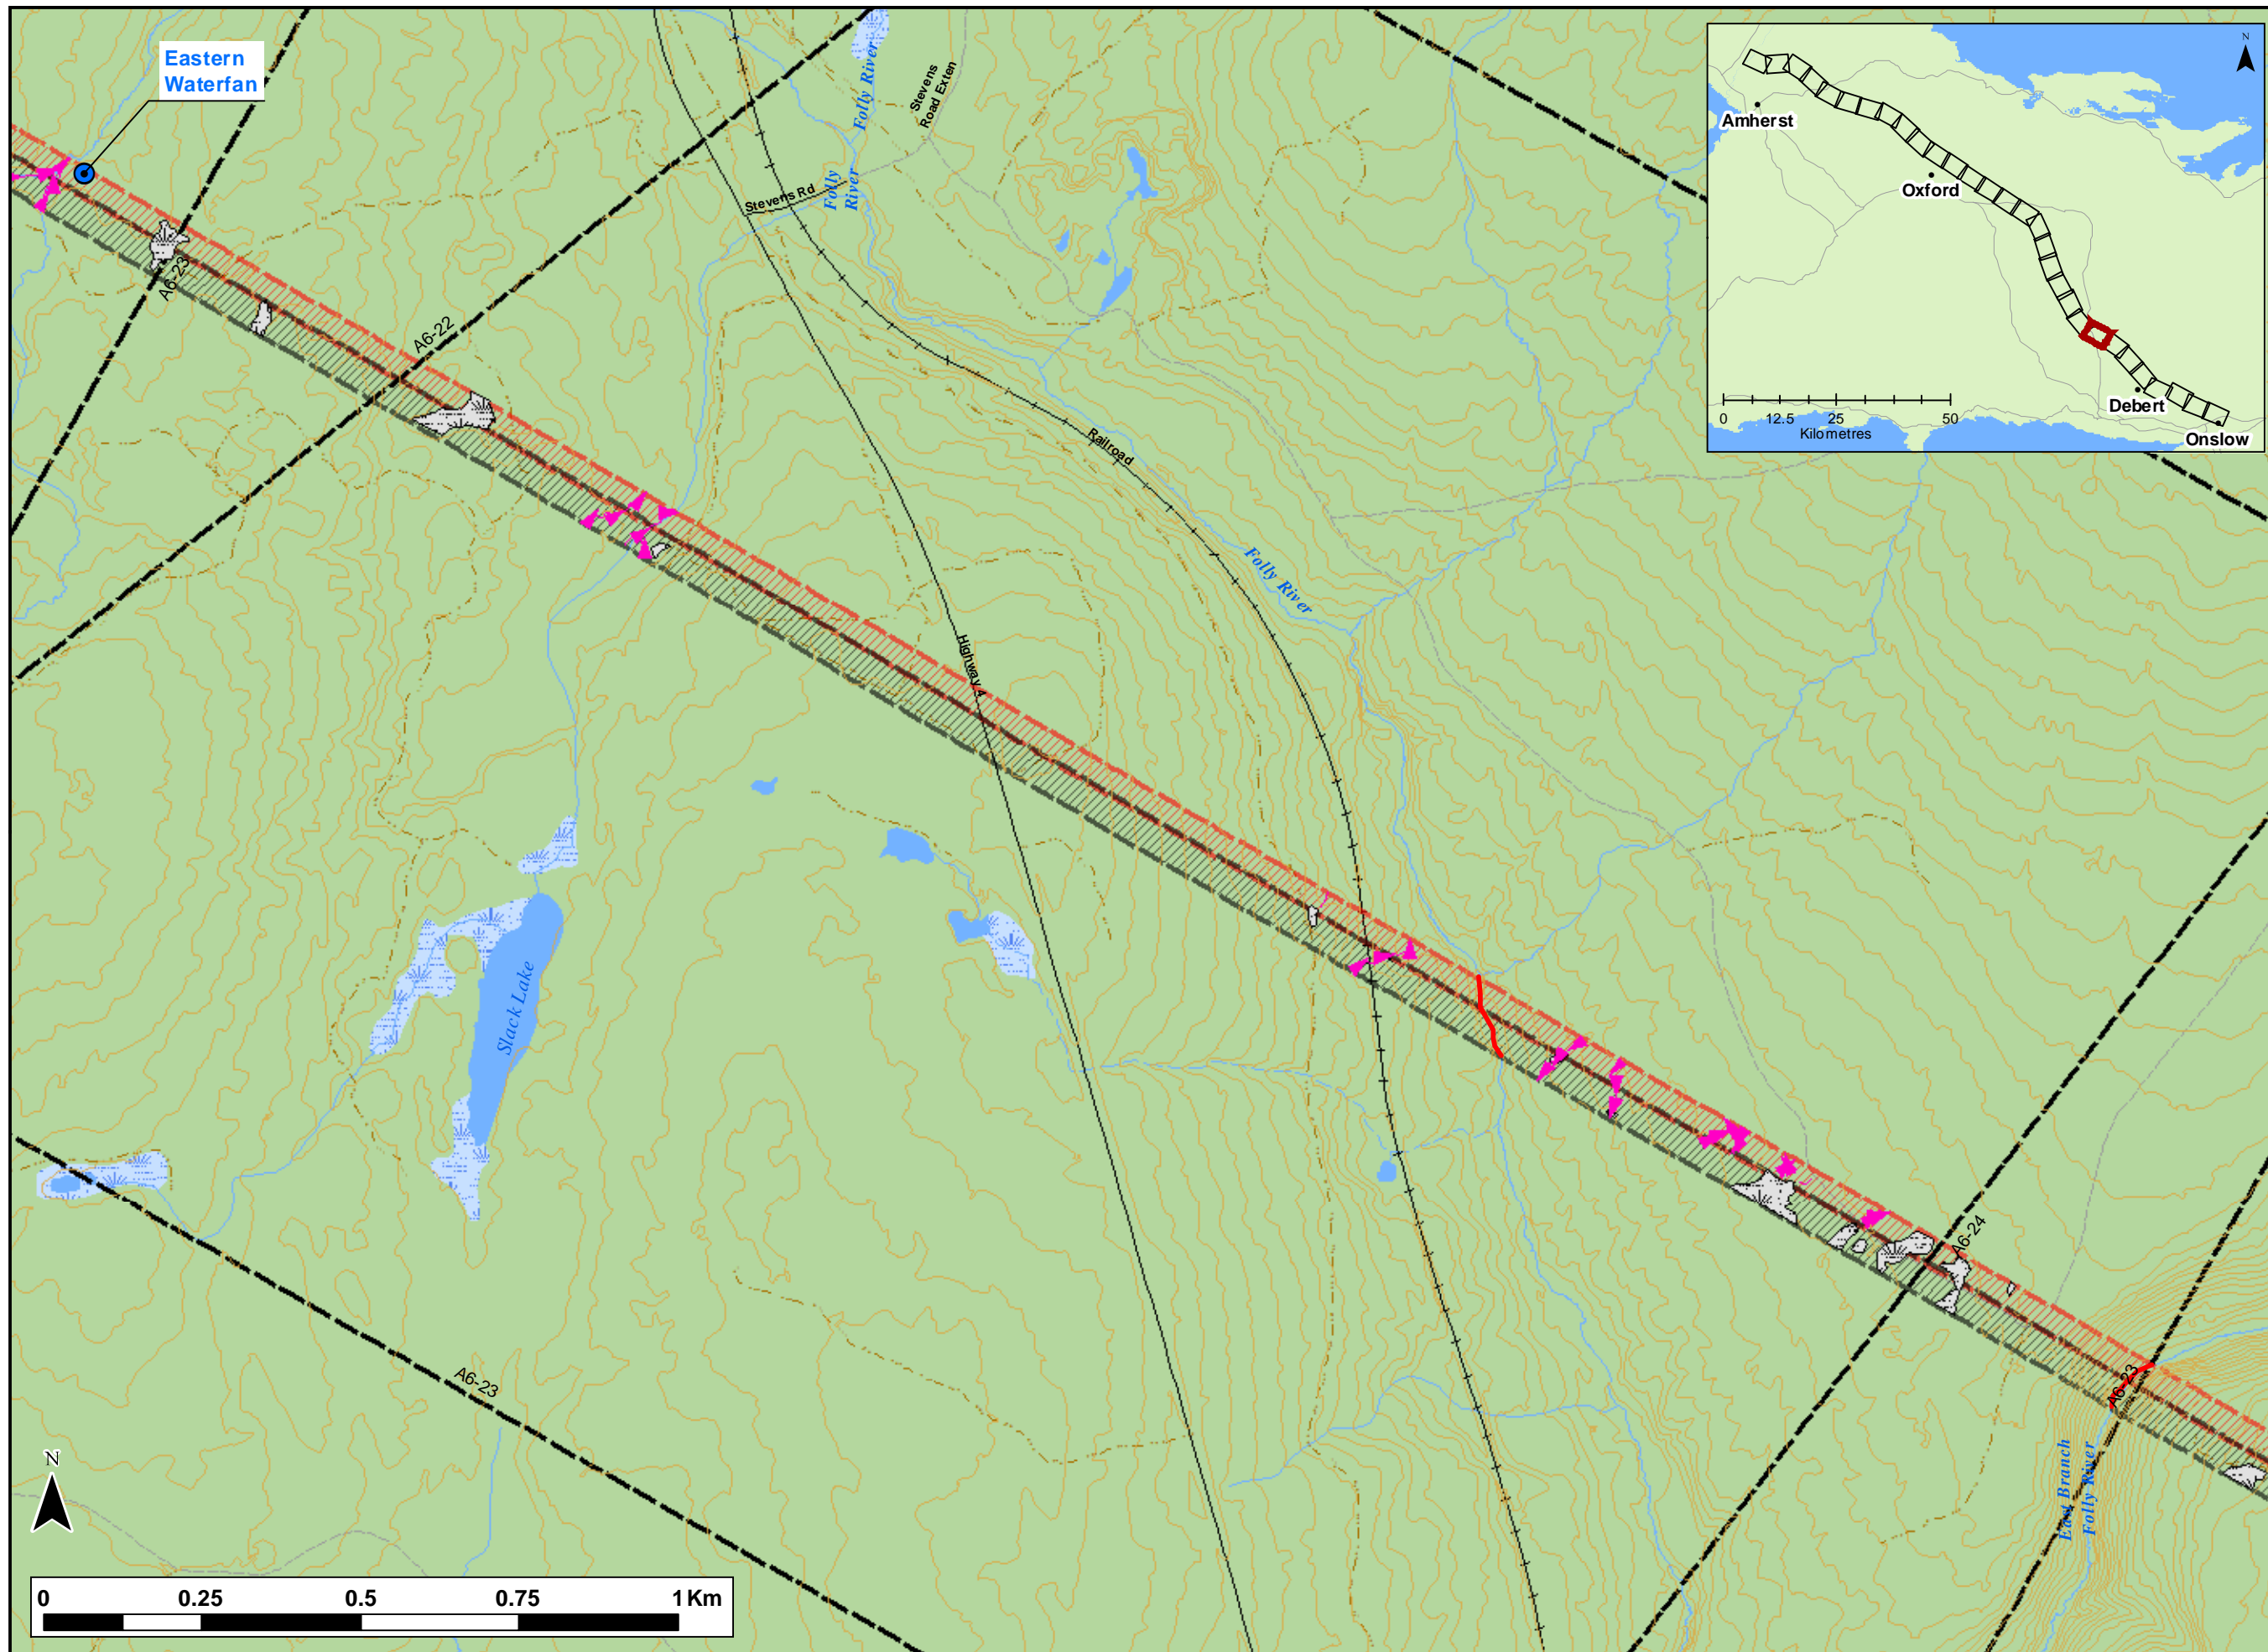 Eastern
Waterfan
Folly River
Stevens
Road Exten
Stevens Rd
Folly
River
A6-23
A6-22
Railroad
Folly River
Highway 4
Slack Lake
A6-24
A6-23
A6-23
East Branch
Folly River
N
0 0.25 0.5 0.75 1 Km
N
Amherst
Oxford
Debert
Onslow
0 12.5 25 50
Kilometres